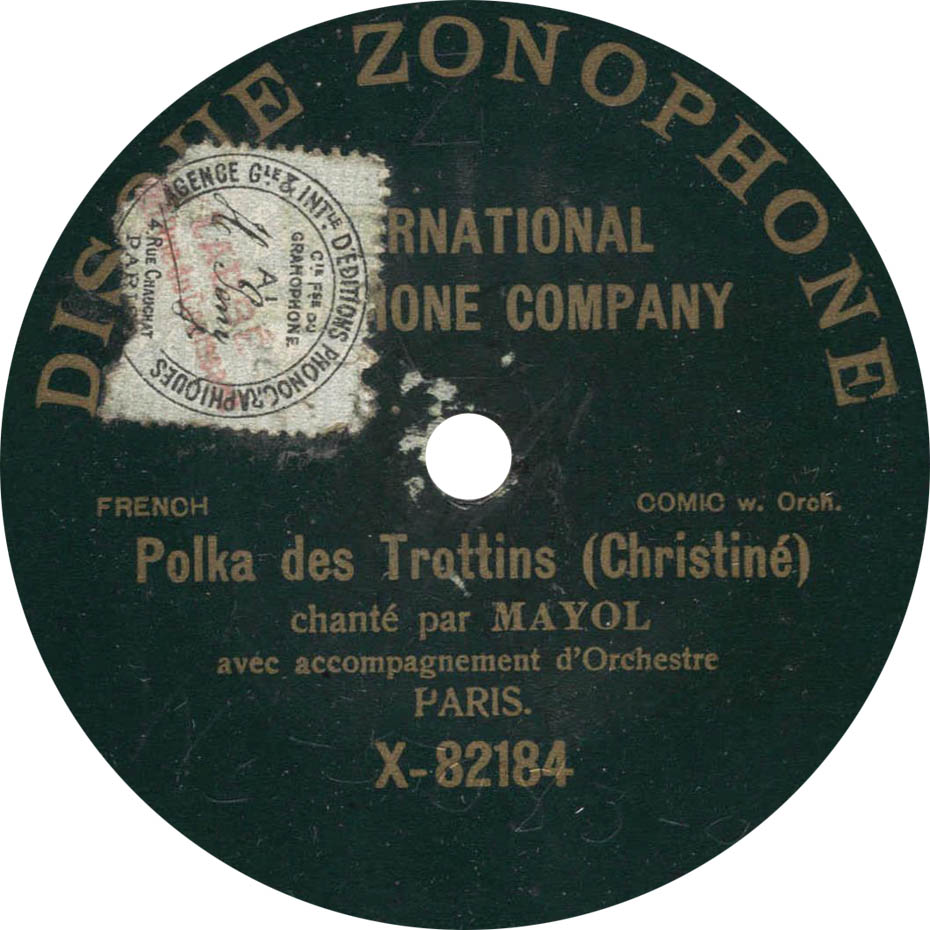 DISQUE ZONOPHONE
RNATIONAL
HONE COMPANY
AGENCE Gle & INTle D'EDITIONS PHONOGRAPHIQUES
4 RUE CHAUCHAT
PARIS
Cie FSE DU
GRAMOPHONE
FRENCH
COMIC w. Orch.
Polka des Trottins (Christiné)
chanté par MAYOL
avec accompagnement d'Orchestre
PARIS.
X-82184